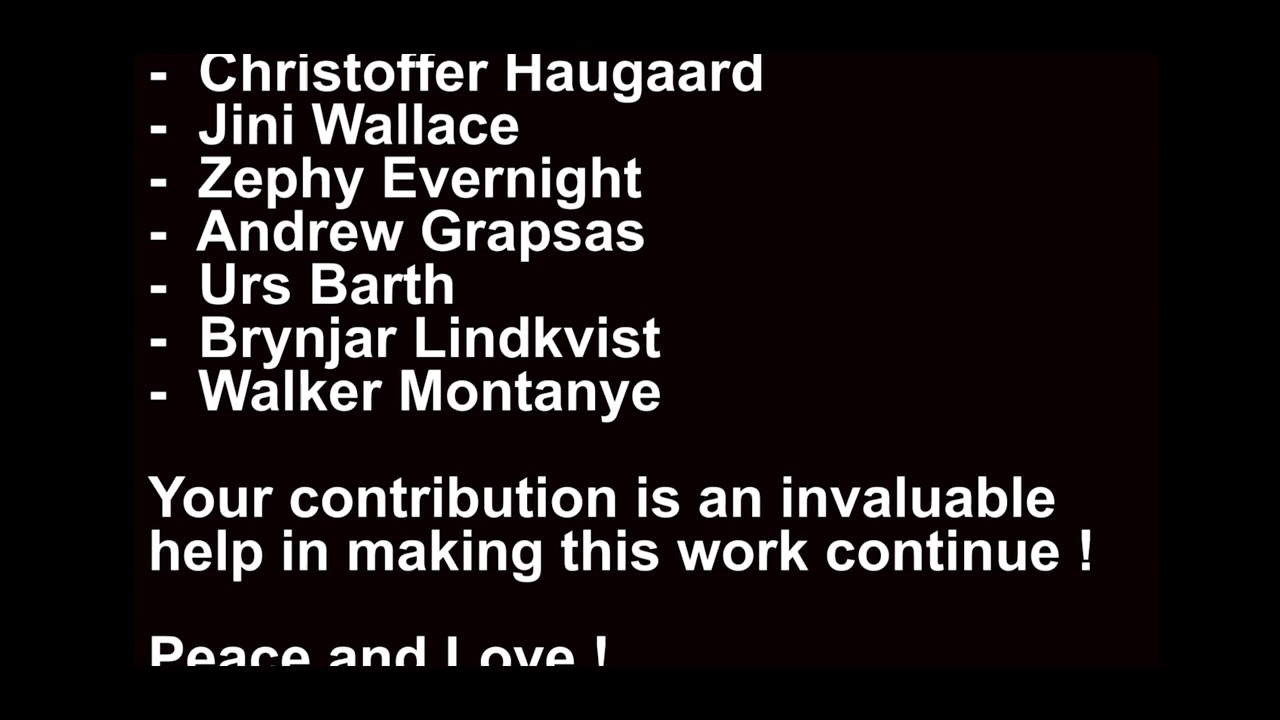 - Christoffer Haugaard
- Jini Wallace
- Zephy Evernight
- Andrew Grapsas
- Urs Barth
- Brynjar Lindkvist
- Walker Montanye
Your contribution is an invaluable
help in making this work continue !
Peace and Love !